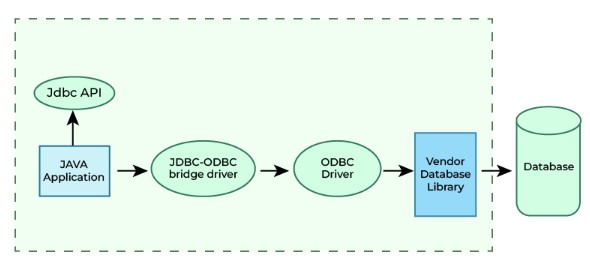 Jdbc API
JAVA
Application
JDBC-ODBC
bridge driver
ODBC
Driver
Vendor
Database
Library
Database